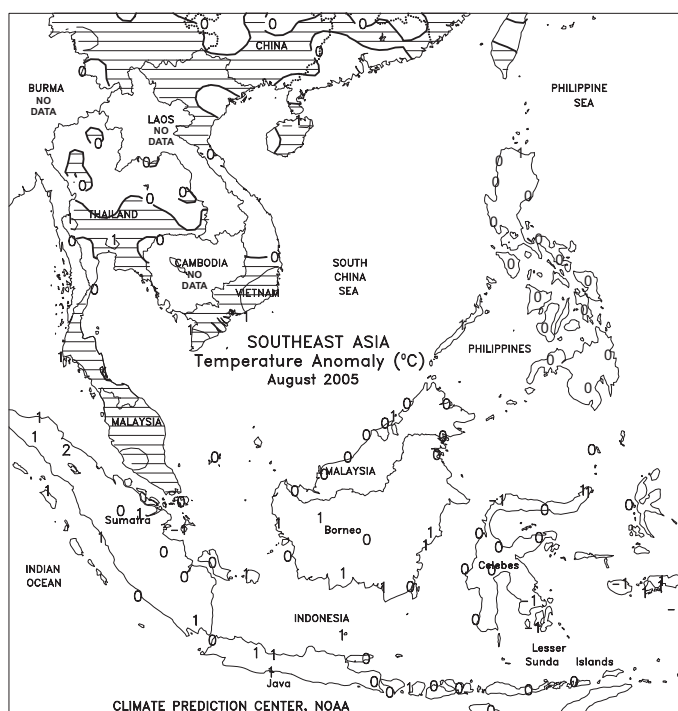 CHINA
BURMA
NO
DATA
PHILIPPINE
SEA
LAOS
NO
DATA
THAILAND
CAMBODIA
NO
DATA
SOUTH
CHINA
SEA
VIETNAM
SOUTHEAST ASIA
Temperature Anomaly (°C)
August 2005
PHILIPPINES
MALAYSIA
MALAYSIA
Sumatra
Borneo
Celebes
INDIAN
OCEAN
INDONESIA
Lesser
Sunda Islands
Java
CLIMATE PREDICTION CENTER, NOAA